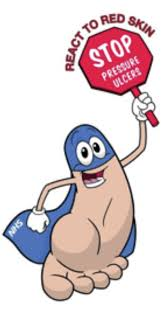 REACT TO RED SKIN
STOP
PRESSURE
ULCERS
NHS